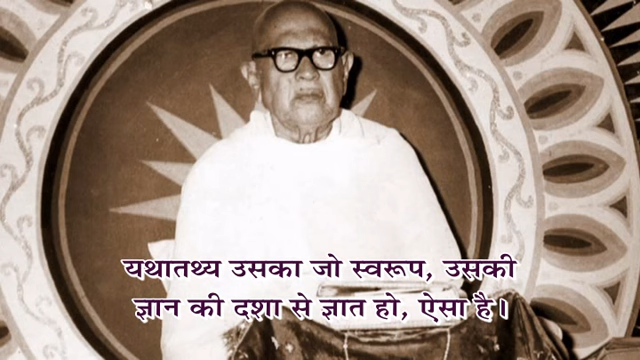 यथातथ्य उसका जो स्वरूप, उसकी
ज्ञान की दशा से ज्ञात हो, ऐसा है।